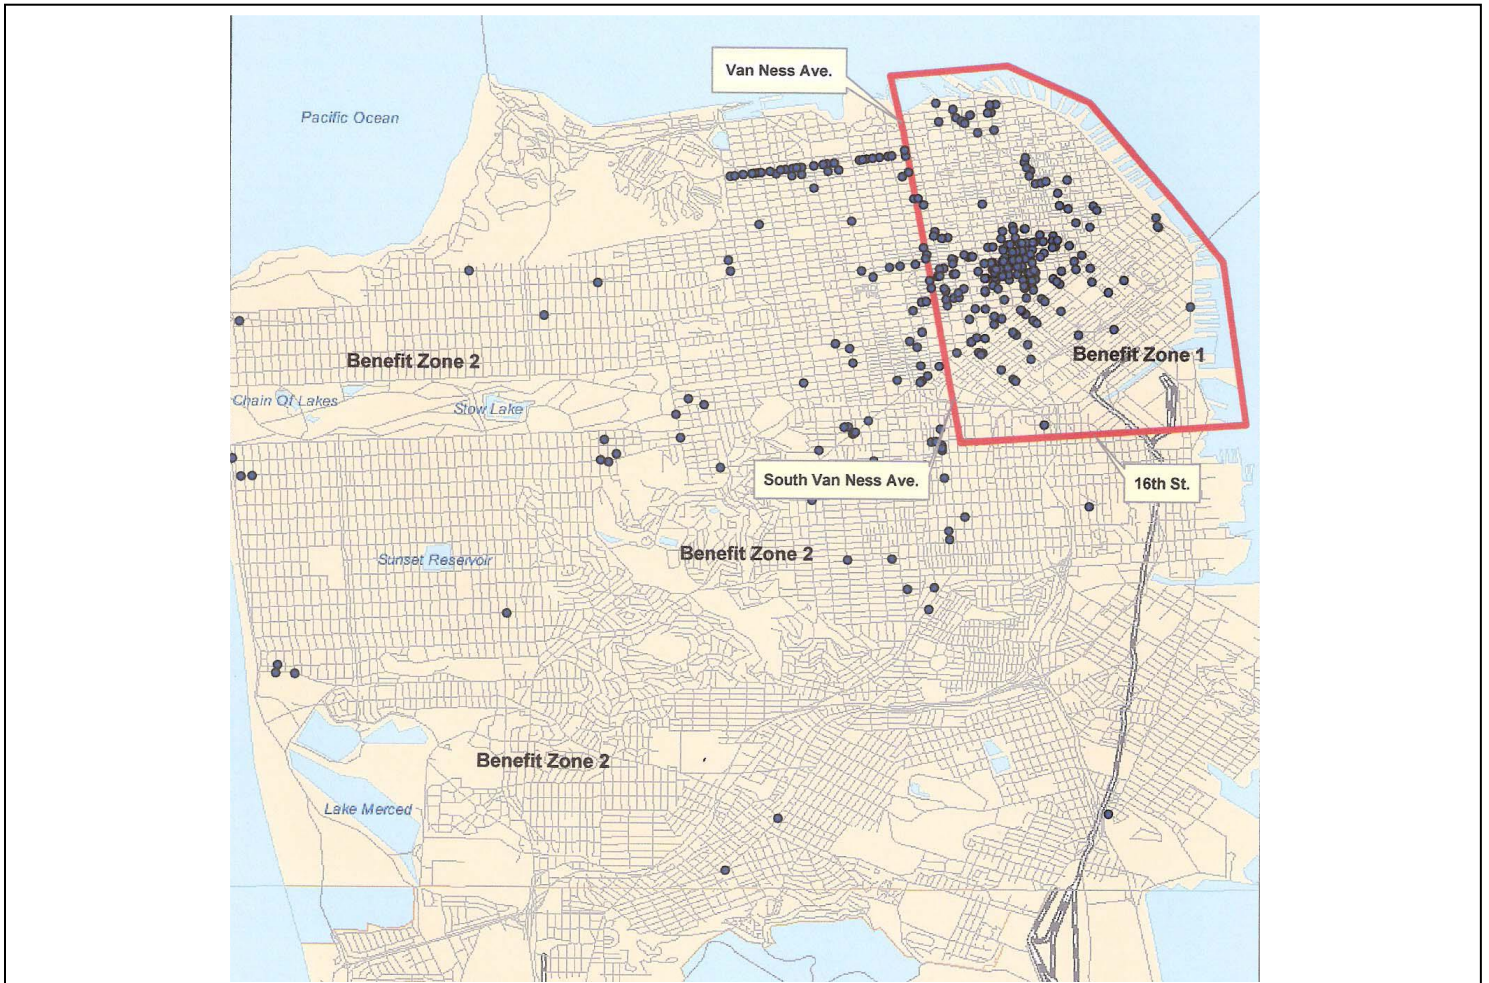 Van Ness Ave.
Pacific Ocean
Benefit Zone 1
Benefit Zone 2
Chain Of Lakes
Stow Lake
South Van Ness Ave.
16th St.
Benefit Zone 2
Sunset Reservoir
Benefit Zone 2
Lake Merced